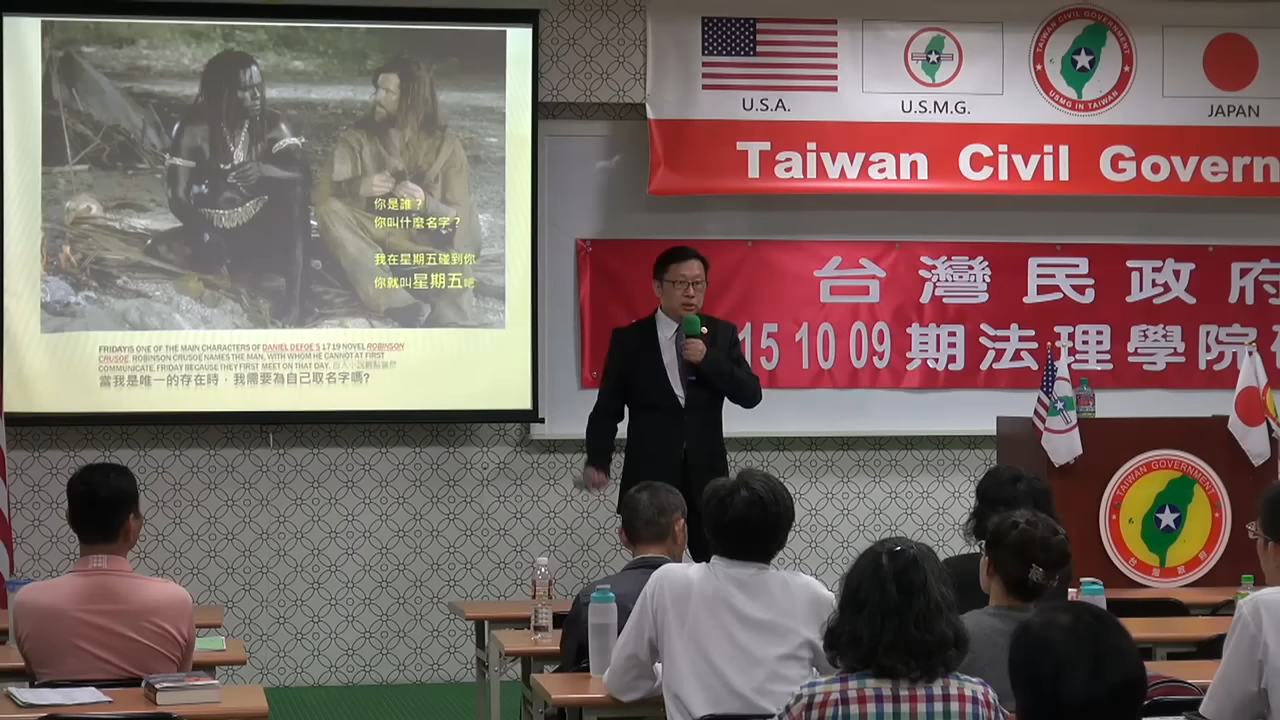 你是誰？
你叫什麼名字？
我在星期五碰到你
你就叫星期五吧
FRIDAY IS ONE OF THE MAIN CHARACTERS OF DANIEL DEFOE'S 1719 NOVEL ROBINSON
CRUSOE. ROBINSON CRUSOE NAMES THE MAN, WITH WHOM HE CANNOT AT FIRST
COMMUNICATE, FRIDAY BECAUSE THEY FIRST MEET ON THAT DAY.
當我是唯一的存在時，我需要為自己取名字嗎?
U.S.A.
U.S.M.G.
TAIWAN CIVIL GOVERNMENT
USMG IN TAIWAN
JAPAN
Taiwan Civil Govern
台灣民政府
15 10 09 期法理學院
TAIWAN GOVERNMENT
台灣政府